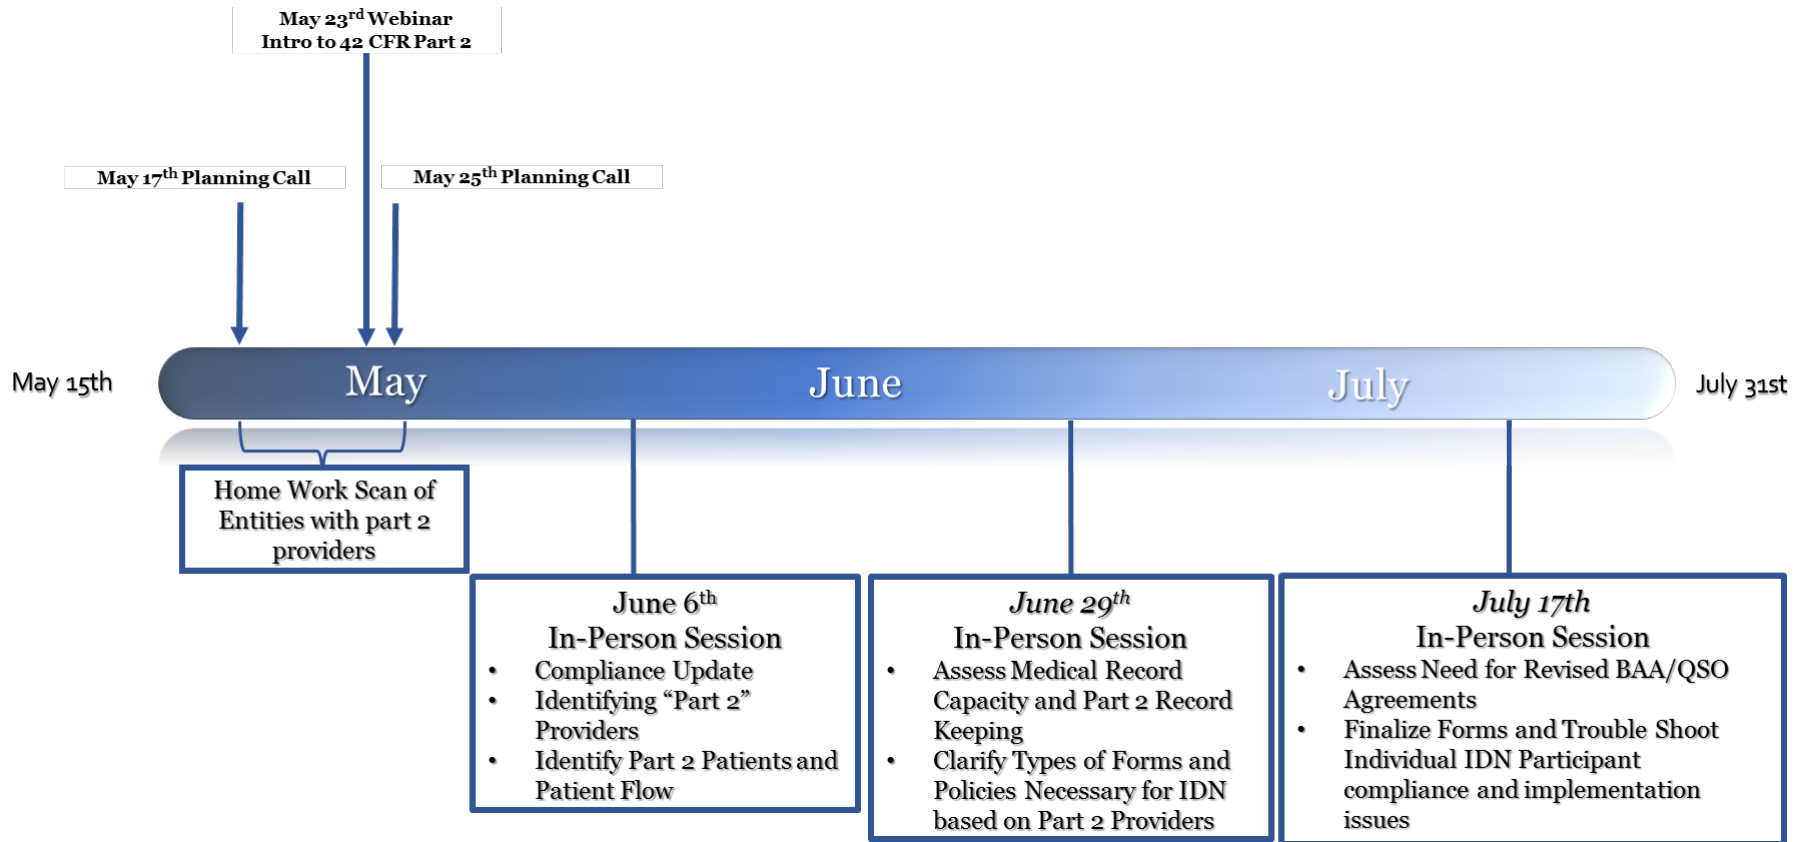 May 23rd Webinar
Intro to 42 CFR Part 2
May 17th Planning Call
May 25th Planning Call
May 15th
May
June
July
July 31st
Home Work Scan of
Entities with part 2
providers
June 6th
In-Person Session
• Compliance Update
• Identifying “Part 2”
Providers
• Identify Part 2 Patients and
Patient Flow
June 29th
In-Person Session
• Assess Medical Record
Capacity and Part 2 Record
Keeping
• Clarify Types of Forms and
Policies Necessary for IDN
based on Part 2 Providers
July 17th
In-Person Session
• Assess Need for Revised BAA/QSO
Agreements
• Finalize Forms and Trouble Shoot
Individual IDN Participant
compliance and implementation
issues